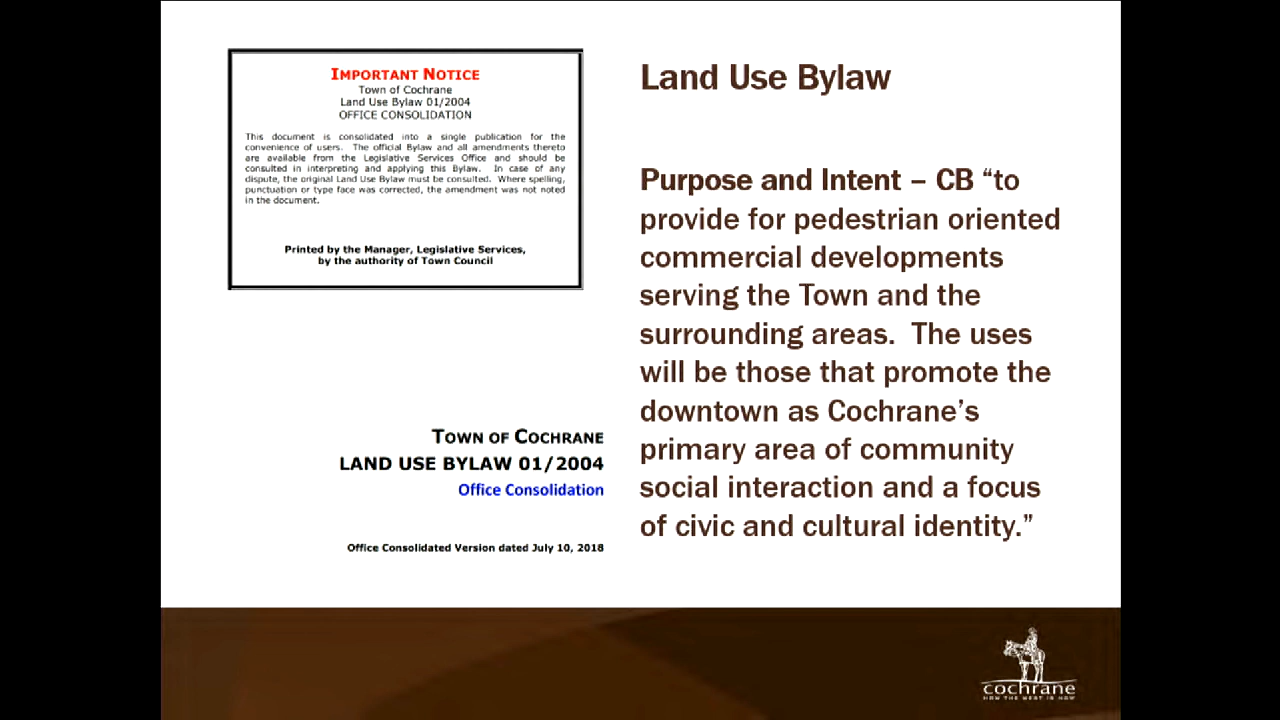 IMPORTANT NOTICE
Town of Cochrane
Land Use Bylaw 01/2004
OFFICE CONSOLIDATION
This document is consolidated into a single publication for the
convenience of users. The official Bylaw and all amendments thereto
are available from the Legislative Services Office and should be
consulted in interpreting and applying this Bylaw. In case of any
dispute, the original Land Use Bylaw must be consulted. Where spelling,
punctuation or type face was corrected, the amendment was not noted
in the document.
Printed by the Manager, Legislative Services,
by the authority of Town Council
TOWN OF COCHRANE
LAND USE BYLAW 01/2004
Office Consolidation
Office Consolidated Version dated July 10, 2018
Land Use Bylaw
Purpose and Intent – CB “to
provide for pedestrian oriented
commercial developments
serving the Town and the
surrounding areas. The uses
will be those that promote the
downtown as Cochrane’s
primary area of community
social interaction and a focus
of civic and cultural identity.”
cochrane
HOW THE WEST IS NOW